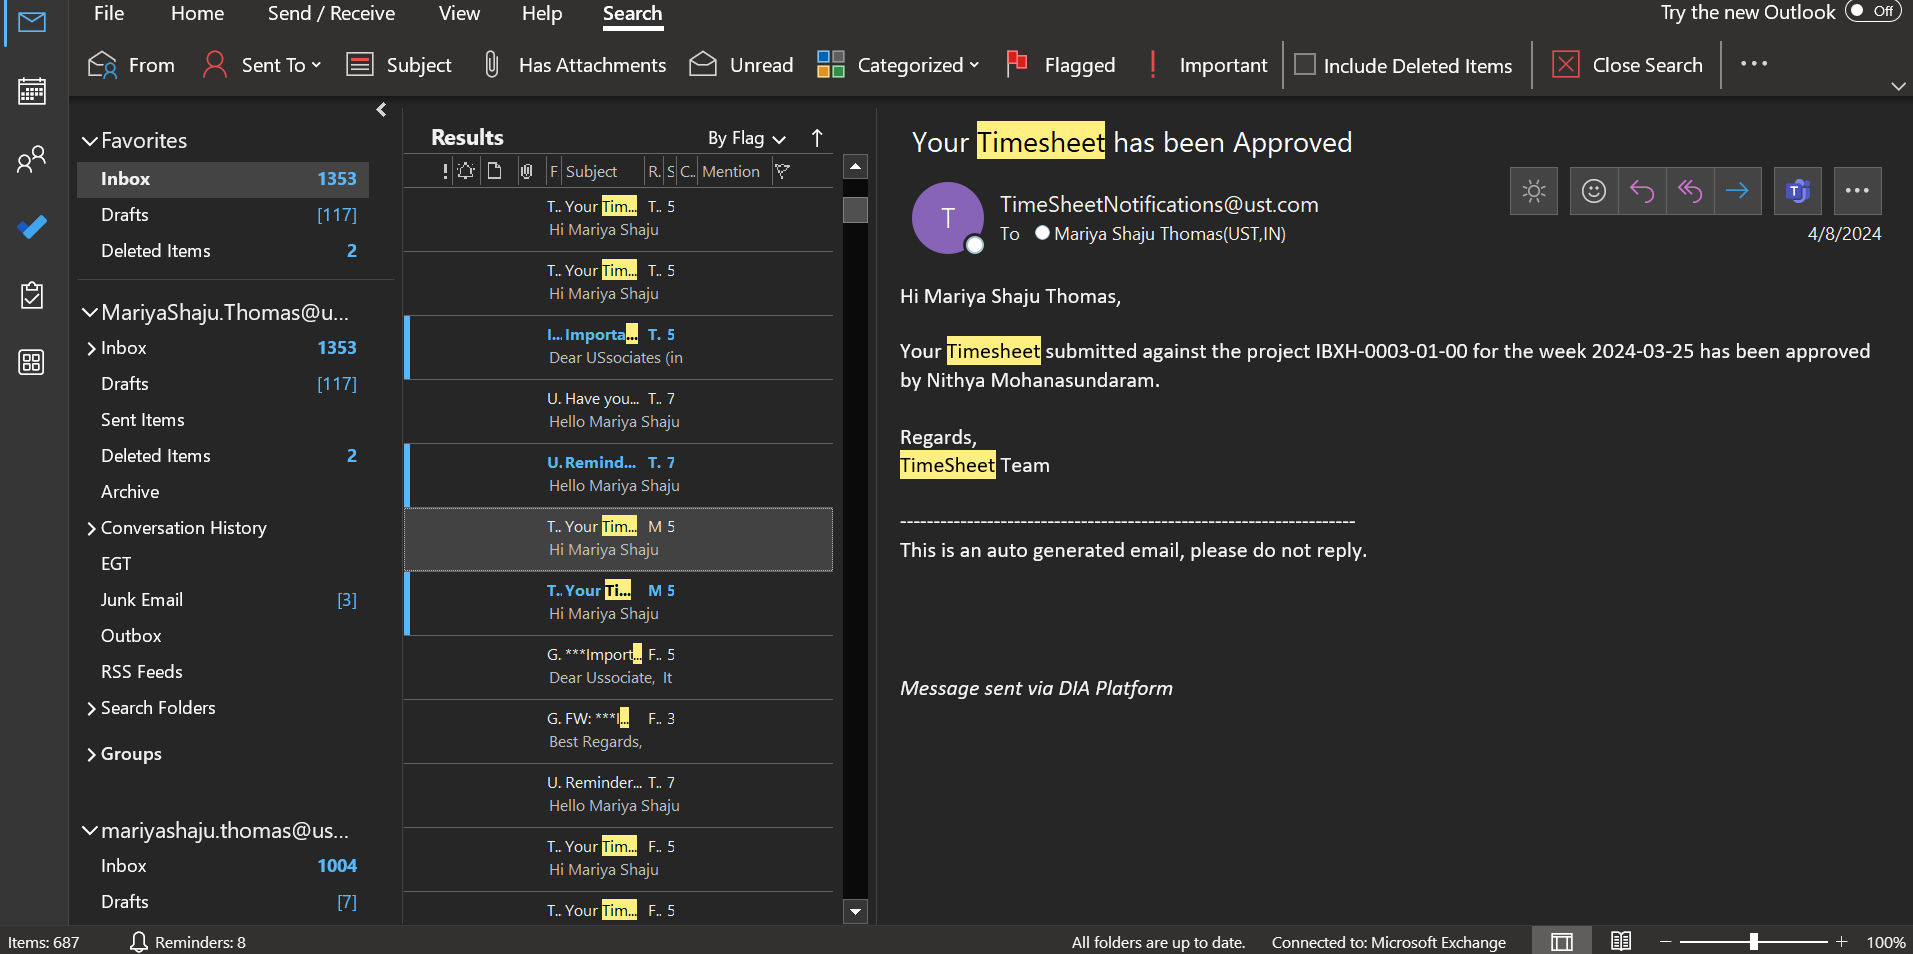 File Home Send / Receive View Help Search
Try the new Outlook Off
From Sent To Subject Has Attachments Unread Categorized Flagged Important Include Deleted Items Close Search ...
Favorites
Inbox 1353
Drafts [117]
Deleted Items 2
MariyaShaju.Thomas@u...
Inbox 1353
Drafts [117]
Sent Items
Deleted Items 2
Archive
Conversation History
EGT
Junk Email [3]
Outbox
RSS Feeds
Search Folders
Groups
mariyashaju.thomas@us...
Inbox 1004
Drafts [7]
Results By Flag
! F Subject R. S C.. Mention
T.. Your Tim... T.. 5
Hi Mariya Shaju
T.. Your Tim... T.. 5
Hi Mariya Shaju
I... Importa... T. 5
Dear USsociates (in
U. Have you... T.. 7
Hello Mariya Shaju
U. Remind... T. 7
Hello Mariya Shaju
T.. Your Tim... M 5
Hi Mariya Shaju
T.. Your Ti... M 5
Hi Mariya Shaju
G. ***Import... F.. 5
Dear Ussociate, It
G. FW: ***I... F.. 3
Best Regards,
U. Reminder... T.. 7
Hello Mariya Shaju
T.. Your Tim... F.. 5
Hi Mariya Shaju
T.. Your Tim... F.. 5
Your Timesheet has been Approved
T
TimeSheetNotifications@ust.com
To Mariya Shaju Thomas(UST,IN)
4/8/2024
Hi Mariya Shaju Thomas,
Your Timesheet submitted against the project IBXH-0003-01-00 for the week 2024-03-25 has been approved
by Nithya Mohanasundaram.
Regards,
TimeSheet Team
--------------------------------------------------------------------
This is an auto generated email, please do not reply.
Message sent via DIA Platform
Items: 687 Reminders: 8 All folders are up to date. Connected to: Microsoft Exchange 100%